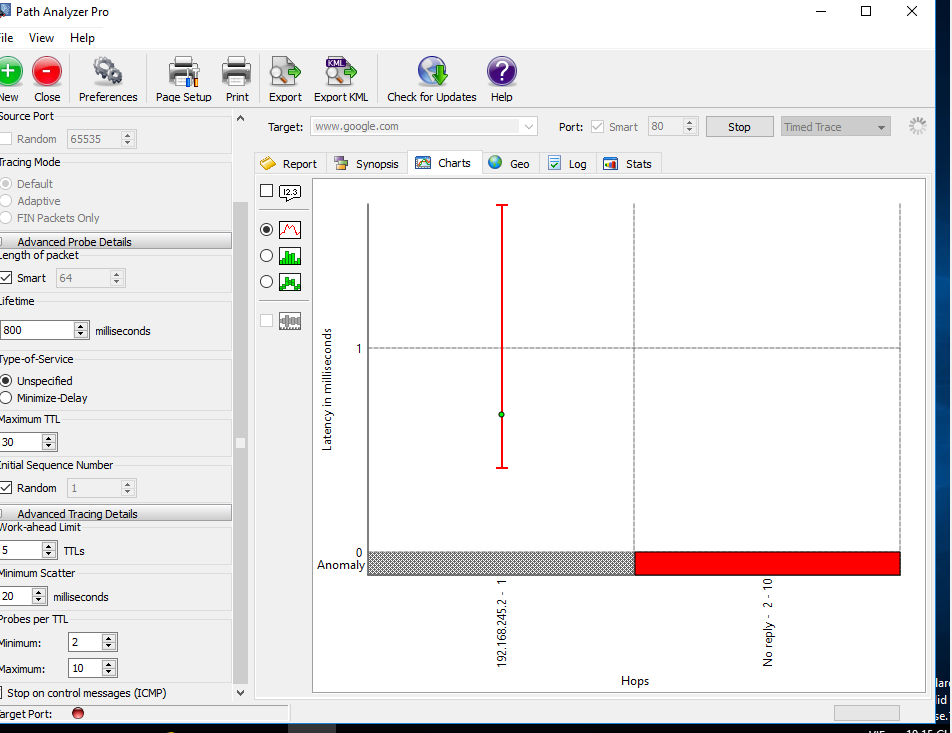 Path Analyzer Pro
ile View Help
New Close Preferences Page Setup Print Export KML Export KML Check for Updates ? Help
Source Port
Random 65535
Target: www.google.com Port: Smart 80 Stop Timed Trace
Tracing Mode
Default
Adaptive
FIN Packets Only
Report Synopsis Charts Geo Log Stats
12.3
Advanced Probe Details
Length of packet
Smart 64
Lifetime
800 milliseconds
Type-of-Service
Unspecified
Minimize-Delay
Maximum TTL
30
Initial Sequence Number
Random 1
Advanced Tracing Details
Work-ahead Limit
5 TTLs
Minimum Scatter
20 milliseconds
Probes per TTL
Minimum: 2
Maximum: 10
Stop on control messages (ICMP)
arget Port:
Latency in milliseconds
1
0
Anomaly
192.168.245.2 - 1
No reply - 2 - 10
Hops